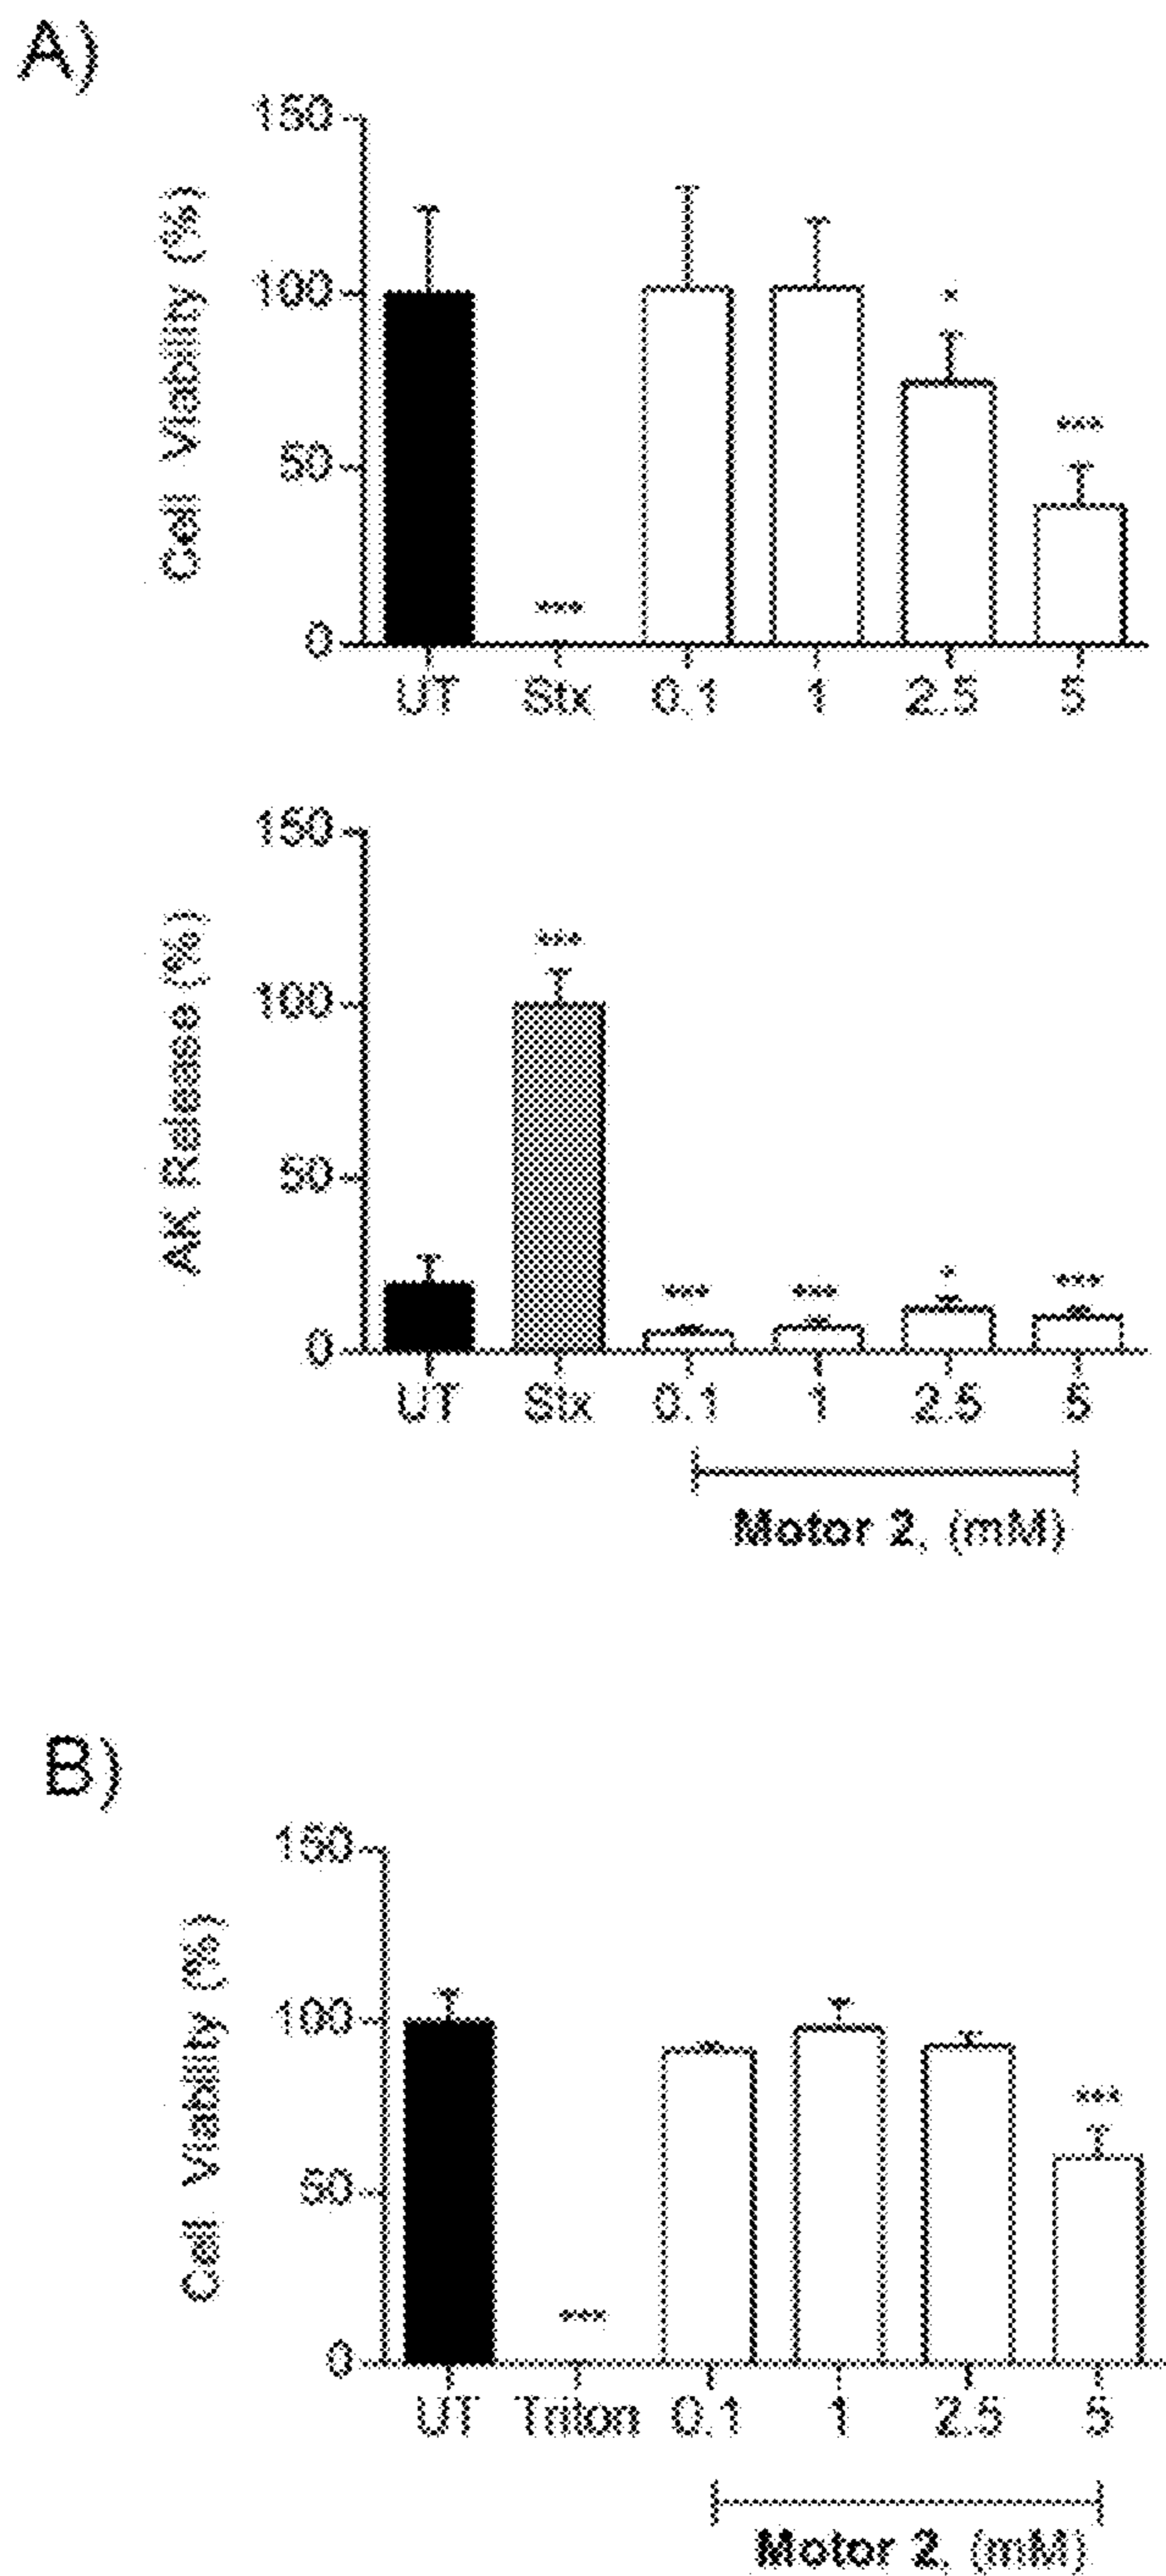 A)
Cell Viability (%)
150
100
50
0
*
***
***
UT Stx 0.1 1 2.5 5
AK Release (%)
150
100
50
0
***
*** *** * ***
UT Stx 0.1 1 2.5 5
Motor 2, (mM)
B)
Cell Viability (%)
150
100
50
0
***
***
UT Triton 0.1 1 2.5 5
Motor 2, (mM)